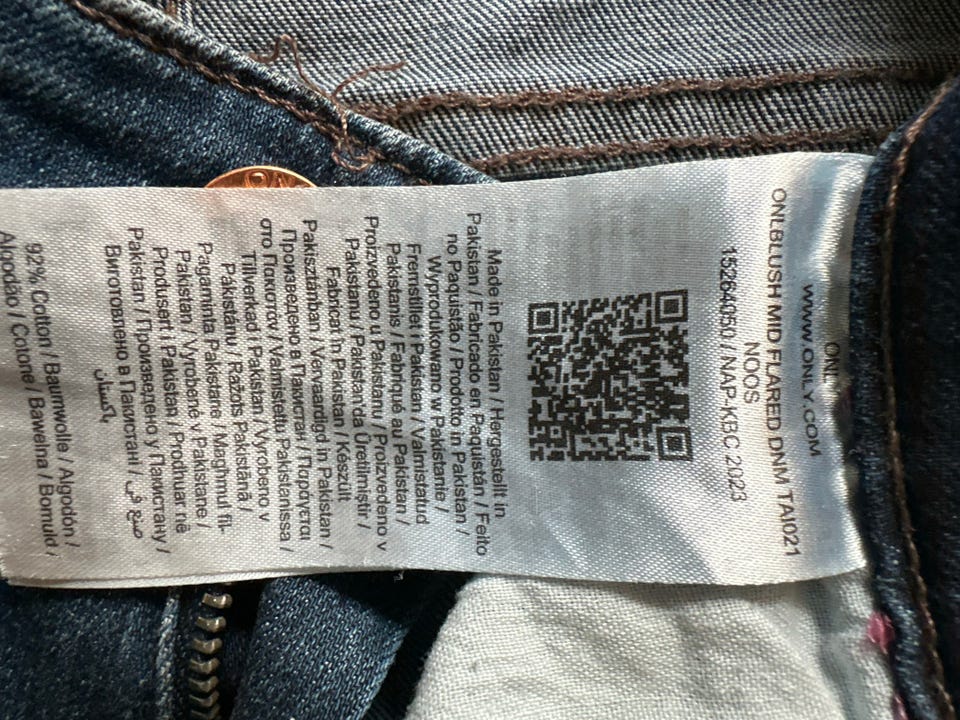 ONLY
WWW.ONLY.COM
ONLBLUSH MID FLARED DNM TAI021
NOOS
15264050 / NAP-KBC 2023
Made in Pakistan / Hergestellt in
Pakistan / Fabricado en Paquistán / Feito
no Paquistão / Prodotto in Pakistan /
Wyprodukowano w Pakistanie /
Fremstillet i Pakistan / Valmistatud
Pakistanis / Fabriqué au Pakistan /
Proizvedeno u Pakistanu / Proizvedeno v
Pakistanu / Pakistan'da Üretilmiştir /
Fabricat în Pakistan / Készült
Pakisztánban / Vervaardigd in Pakistan /
Произведено в Пакистан / Παράγεται
στο Πακιστάν / Valmistettu Pakistanissa /
Tillverkad i Pakistan / Vyrobeno v
Pakistánu / Ražots Pakistānā /
Pagaminta Pakistane / Maghmul fil-
Pakistan / Vyrobené v Pakistane /
Produsert i Pakistan / Prodhuar në
Pakistan / Произведено у Пакистану /
Виготовлено в Пакистані / صنع في
باكستان
92% Cotton / Baumwolle / Algodón /
Algodão / Cotone / Bawełna / Bomuld /